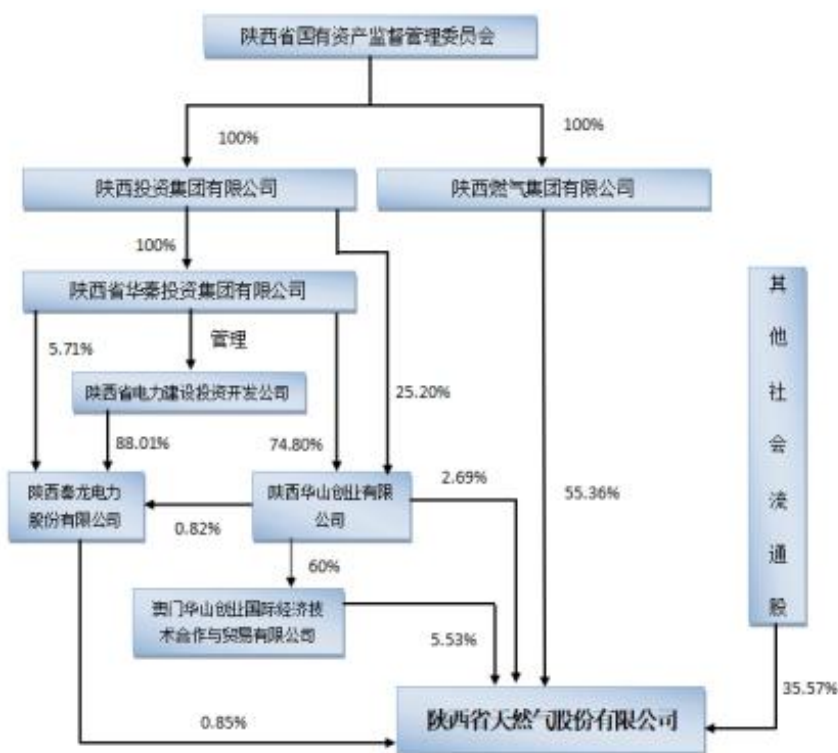 陕西省国有资产监督管理委员会
100%
100%
陕西投资集团有限公司
陕西燃气集团有限公司
100%
陕西省华秦投资集团有限公司
其他社会流通股
5.71%
管理
陕西省电力建设投资开发公司
25.20%
88.01%
74.80%
陕西秦龙电力
股份有限公司
陕西华山创业有限
公司
2.69%
55.36%
0.82%
60%
澳门华山创业国际经济技
术合作与贸易有限公司
5.53%
35.57%
0.85%
陕西省天然气股份有限公司